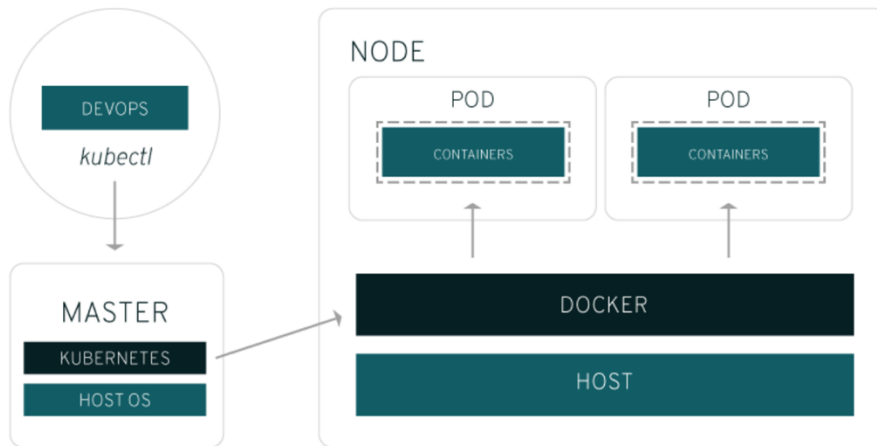 DEVOPS
kubectl
MASTER
KUBERNETES
HOST OS
NODE
POD
CONTAINERS
POD
CONTAINERS
DOCKER
HOST